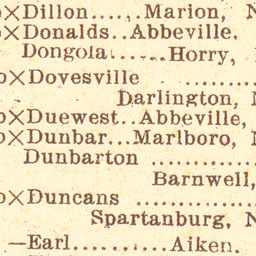 o×Dillon.....Marion, N
o×Donalds..Abbeville,
Dongola......Horry,
o×Dovesville ........
Darlington, N
o×Duewest..Abbeville,
o×Dunbar...Marlboro, N
Dunbarton ............
Barnwell,
o×Duncans ............
Spartanburg, N
—Earl..........Aiken.